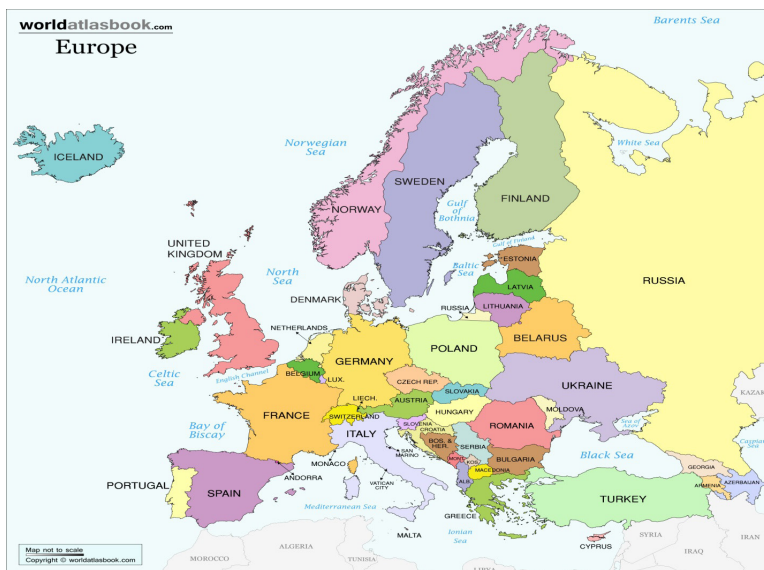 worldatlasbook.com
Europe
Barents Sea
ICELAND
Norwegian
Sea
White Sea
SWEDEN
FINLAND
NORWAY
Gulf
of
Bothnia
UNITED
KINGDOM
Gulf of Finland
ESTONIA
North Atlantic
Ocean
North
Sea
Baltic
Sea
RUSSIA
LATVIA
DENMARK
RUSSIA
LITHUANIA
NETHERLANDS
IRELAND
BELARUS
POLAND
GERMANY
Celtic
Sea
English Channel
BELGIUM
LUX.
CZECH REP.
UKRAINE
SLOVAKIA
LIECH.
AUSTRIA
KAZAK
FRANCE
SWITZERLAND
HUNGARY
MOLDOVA
Bay of
Biscay
SLOVENIA
CROATIA
ROMANIA
Sea of
Azov
ITALY
BOS. &
HER.
SERBIA
Caspian
Sea
SAN
MARINO
Black Sea
MONACO
MONT.
KOS.
BULGARIA
GEORGIA
ANDORRA
MACEDONIA
PORTUGAL
SPAIN
VATICAN
CITY
ALB.
ARMENIA
AZERBAIJAN
TURKEY
Mediterranean Sea
GREECE
Ionian
Sea
MALTA
SYRIA
IRAN
CYPRUS
IRAQ
Map not to scale
Copyright © worldatlasbook.com
MOROCCO
ALGERIA
TUNISIA
LIBYA